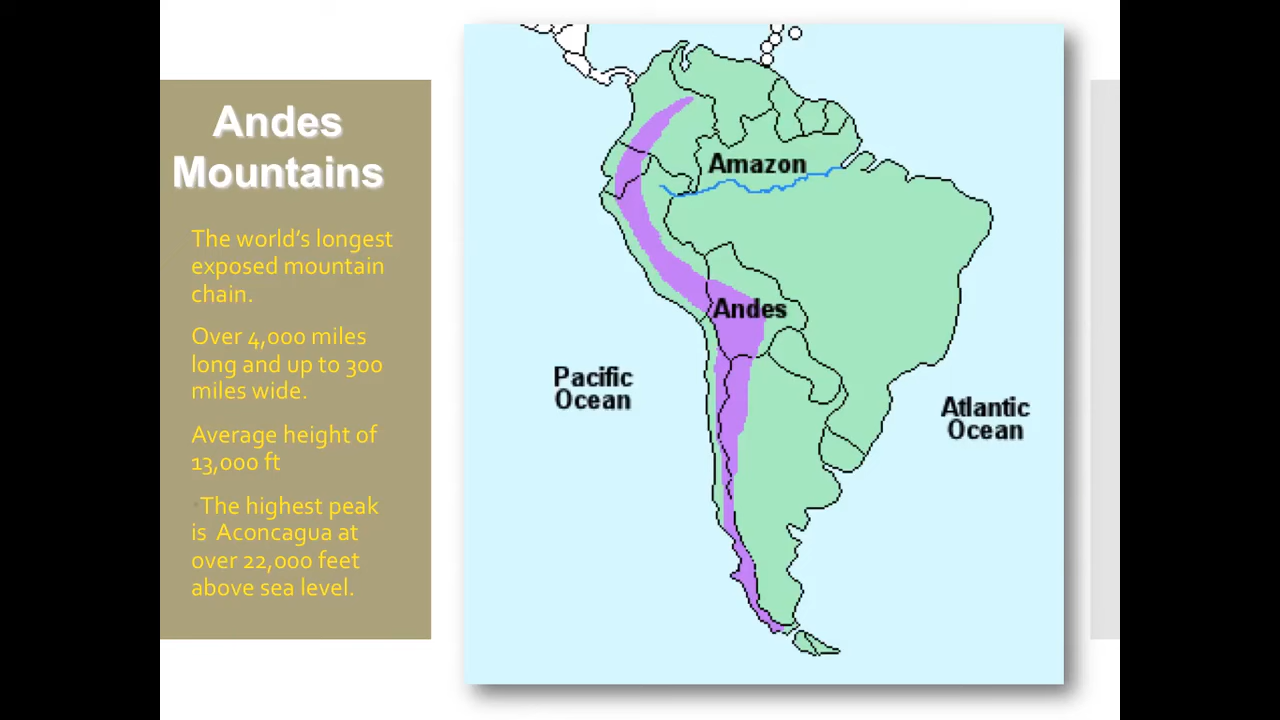 Andes
Mountains
The world’s longest
exposed mountain
chain.
Over 4,000 miles
long and up to 300
miles wide.
Average height of
13,000 ft
•The highest peak
is Aconcagua at
over 22,000 feet
above sea level.
Amazon
Andes
Pacific
Ocean
Atlantic
Ocean